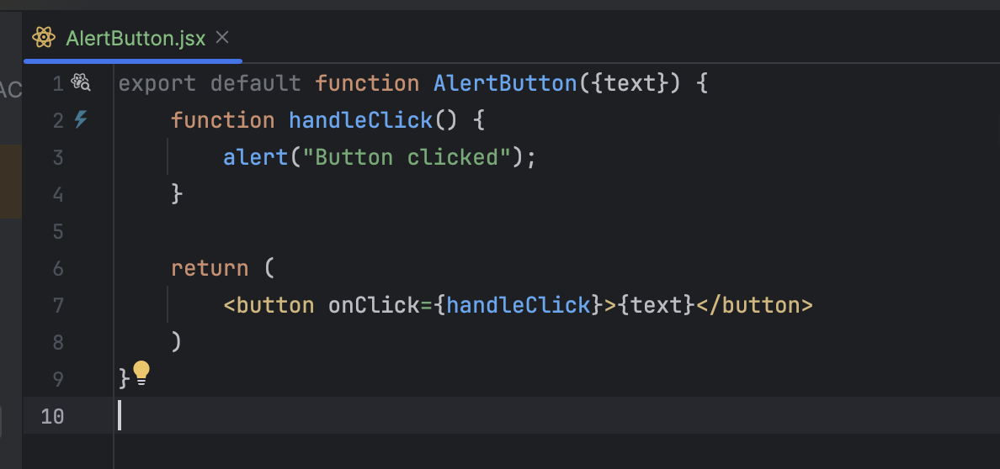 AlertButton.jsx
AC
1 export default function AlertButton({text}) {
2     function handleClick() {
3         alert("Button clicked");
4     }
5
6     return (
7         <button onClick={handleClick}>{text}</button>
8     )
9 }
10